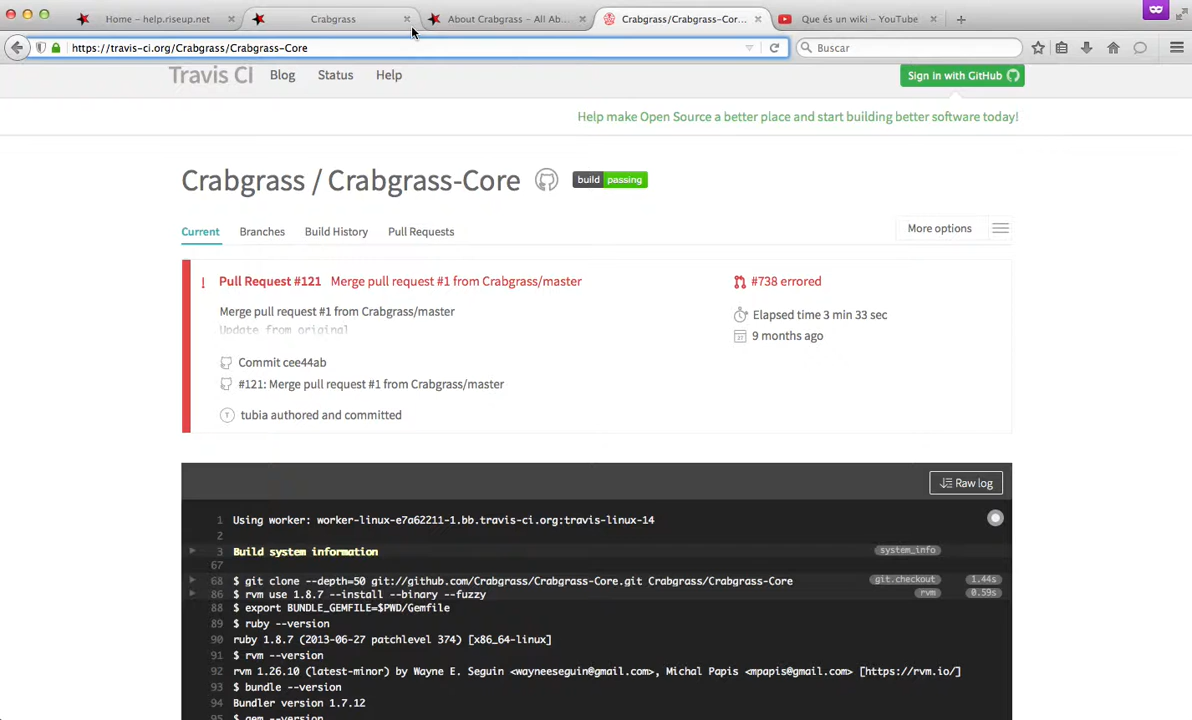 Home – help.riseup.net
Crabgrass
About Crabgrass – All Ab...
Crabgrass/Crabgrass-Cor...
Que és un wiki – YouTube
https://travis-ci.org/Crabgrass/Crabgrass-Core
Buscar
Travis CI Blog Status Help
Sign in with GitHub
Help make Open Source a better place and start building better software today!
Crabgrass / Crabgrass-Core build passing
Current Branches Build History Pull Requests More options
! Pull Request #121 Merge pull request #1 from Crabgrass/master #738 errored
Merge pull request #1 from Crabgrass/master Elapsed time 3 min 33 sec
Update from original 9 months ago
Commit cee44ab
#121: Merge pull request #1 from Crabgrass/master
T tubia authored and committed
Raw log
1 Using worker: worker-linux-e7a62211-1.bb.travis-ci.org:travis-linux-14
2
3 Build system information system_info
67
68 $ git clone --depth=50 git://github.com/Crabgrass/Crabgrass-Core.git Crabgrass/Crabgrass-Core git.checkout 1.44s
86 $ rvm use 1.8.7 --install --binary --fuzzy rvm 0.59s
88 $ export BUNDLE_GEMFILE=$PWD/Gemfile
89 $ ruby --version
90 ruby 1.8.7 (2013-06-27 patchlevel 374) [x86_64-linux]
91 $ rvm --version
92 rvm 1.26.10 (latest-minor) by Wayne E. Seguin <wayneeseguin@gmail.com>, Michal Papis <mpapis@gmail.com> [https://rvm.io/]
93 $ bundle --version
94 Bundler version 1.7.12
95 $ gem --version